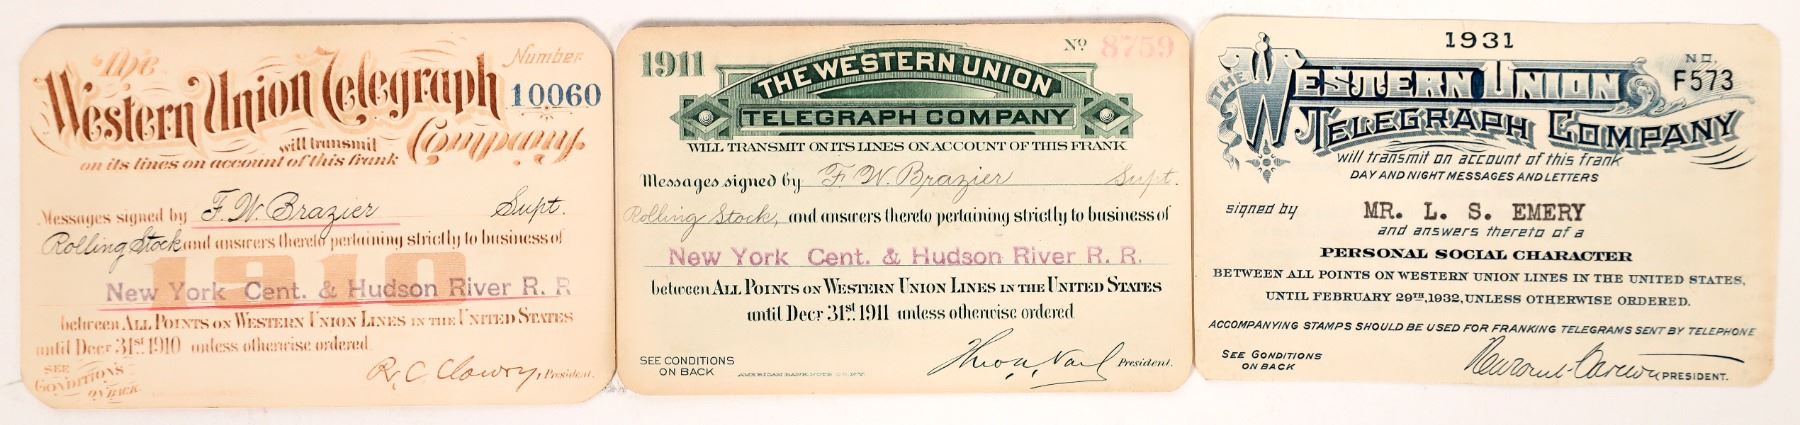 The
Western Union Telegraph
Company
Number
10060
will transmit
on its lines on account of this frank
Messages signed by F. W. Brazier Supt.
Rolling Stock and answers thereto pertaining strictly to business of
1910
New York Cent. & Hudson River R. R
between ALL POINTS ON WESTERN UNION LINES IN THE UNITED STATES
until Decr 31st 1910 unless otherwise ordered.
SEE
CONDITIONS
ON BACK
R. C. Clowry, President.
1911
No 8759
THE WESTERN UNION
TELEGRAPH COMPANY
WILL TRANSMIT ON ITS LINES ON ACCOUNT OF THIS FRANK
Messages signed by F. W. Brazier Supt.
Rolling Stock, and answers thereto pertaining strictly to business of
New York Cent. & Hudson River R. R.
between ALL POINTS ON WESTERN UNION LINES IN THE UNITED STATES
until Decr 31st 1911 unless otherwise ordered
SEE CONDITIONS
ON BACK
AMERICAN BANK NOTE CO. N.Y.
Theo. N. Vail President.
1931
NO.
F573
THE WESTERN UNION
TELEGRAPH COMPANY
will transmit on account of this frank
DAY AND NIGHT MESSAGES AND LETTERS
signed by MR. L. S. EMERY
and answers thereto of a
PERSONAL SOCIAL CHARACTER
BETWEEN ALL POINTS ON WESTERN UNION LINES IN THE UNITED STATES,
UNTIL FEBRUARY 29TH, 1932, UNLESS OTHERWISE ORDERED.
ACCOMPANYING STAMPS SHOULD BE USED FOR FRANKING TELEGRAMS SENT BY TELEPHONE
SEE CONDITIONS
ON BACK
Newcomb Carlton PRESIDENT.